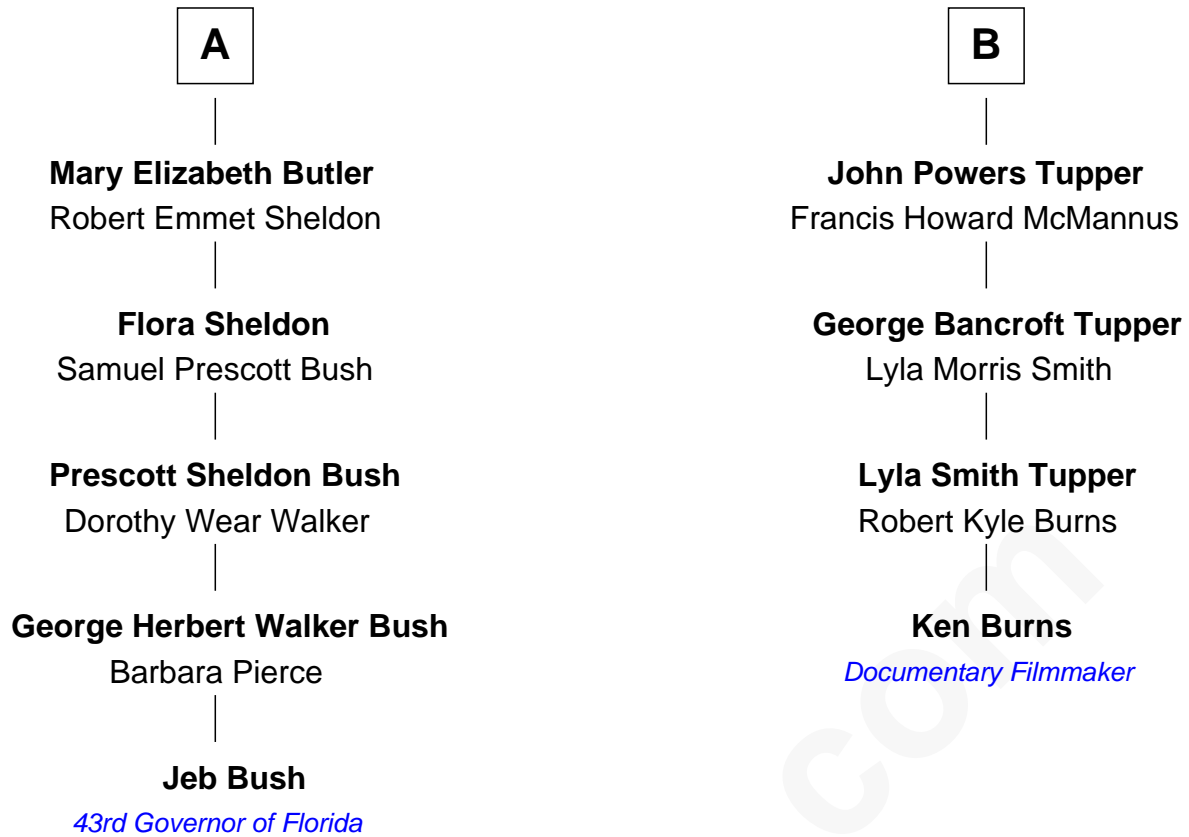 A
Mary Elizabeth Butler
Robert Emmet Sheldon
Flora Sheldon
Samuel Prescott Bush
Prescott Sheldon Bush
Dorothy Wear Walker
George Herbert Walker Bush
Barbara Pierce
Jeb Bush
43rd Governor of Florida
B
John Powers Tupper
Francis Howard McMannus
George Bancroft Tupper
Lyla Morris Smith
Lyla Smith Tupper
Robert Kyle Burns
Ken Burns
Documentary Filmmaker
com